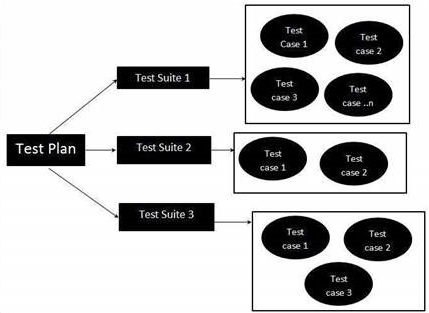 Test Plan
Test Suite 1
Test
Case 1
Test
case 2
Test
case 3
Test
case ..n
Test Suite 2
Test
case 1
Test
case 2
Test Suite 3
Test
case 1
Test
case 2
Test
case 3